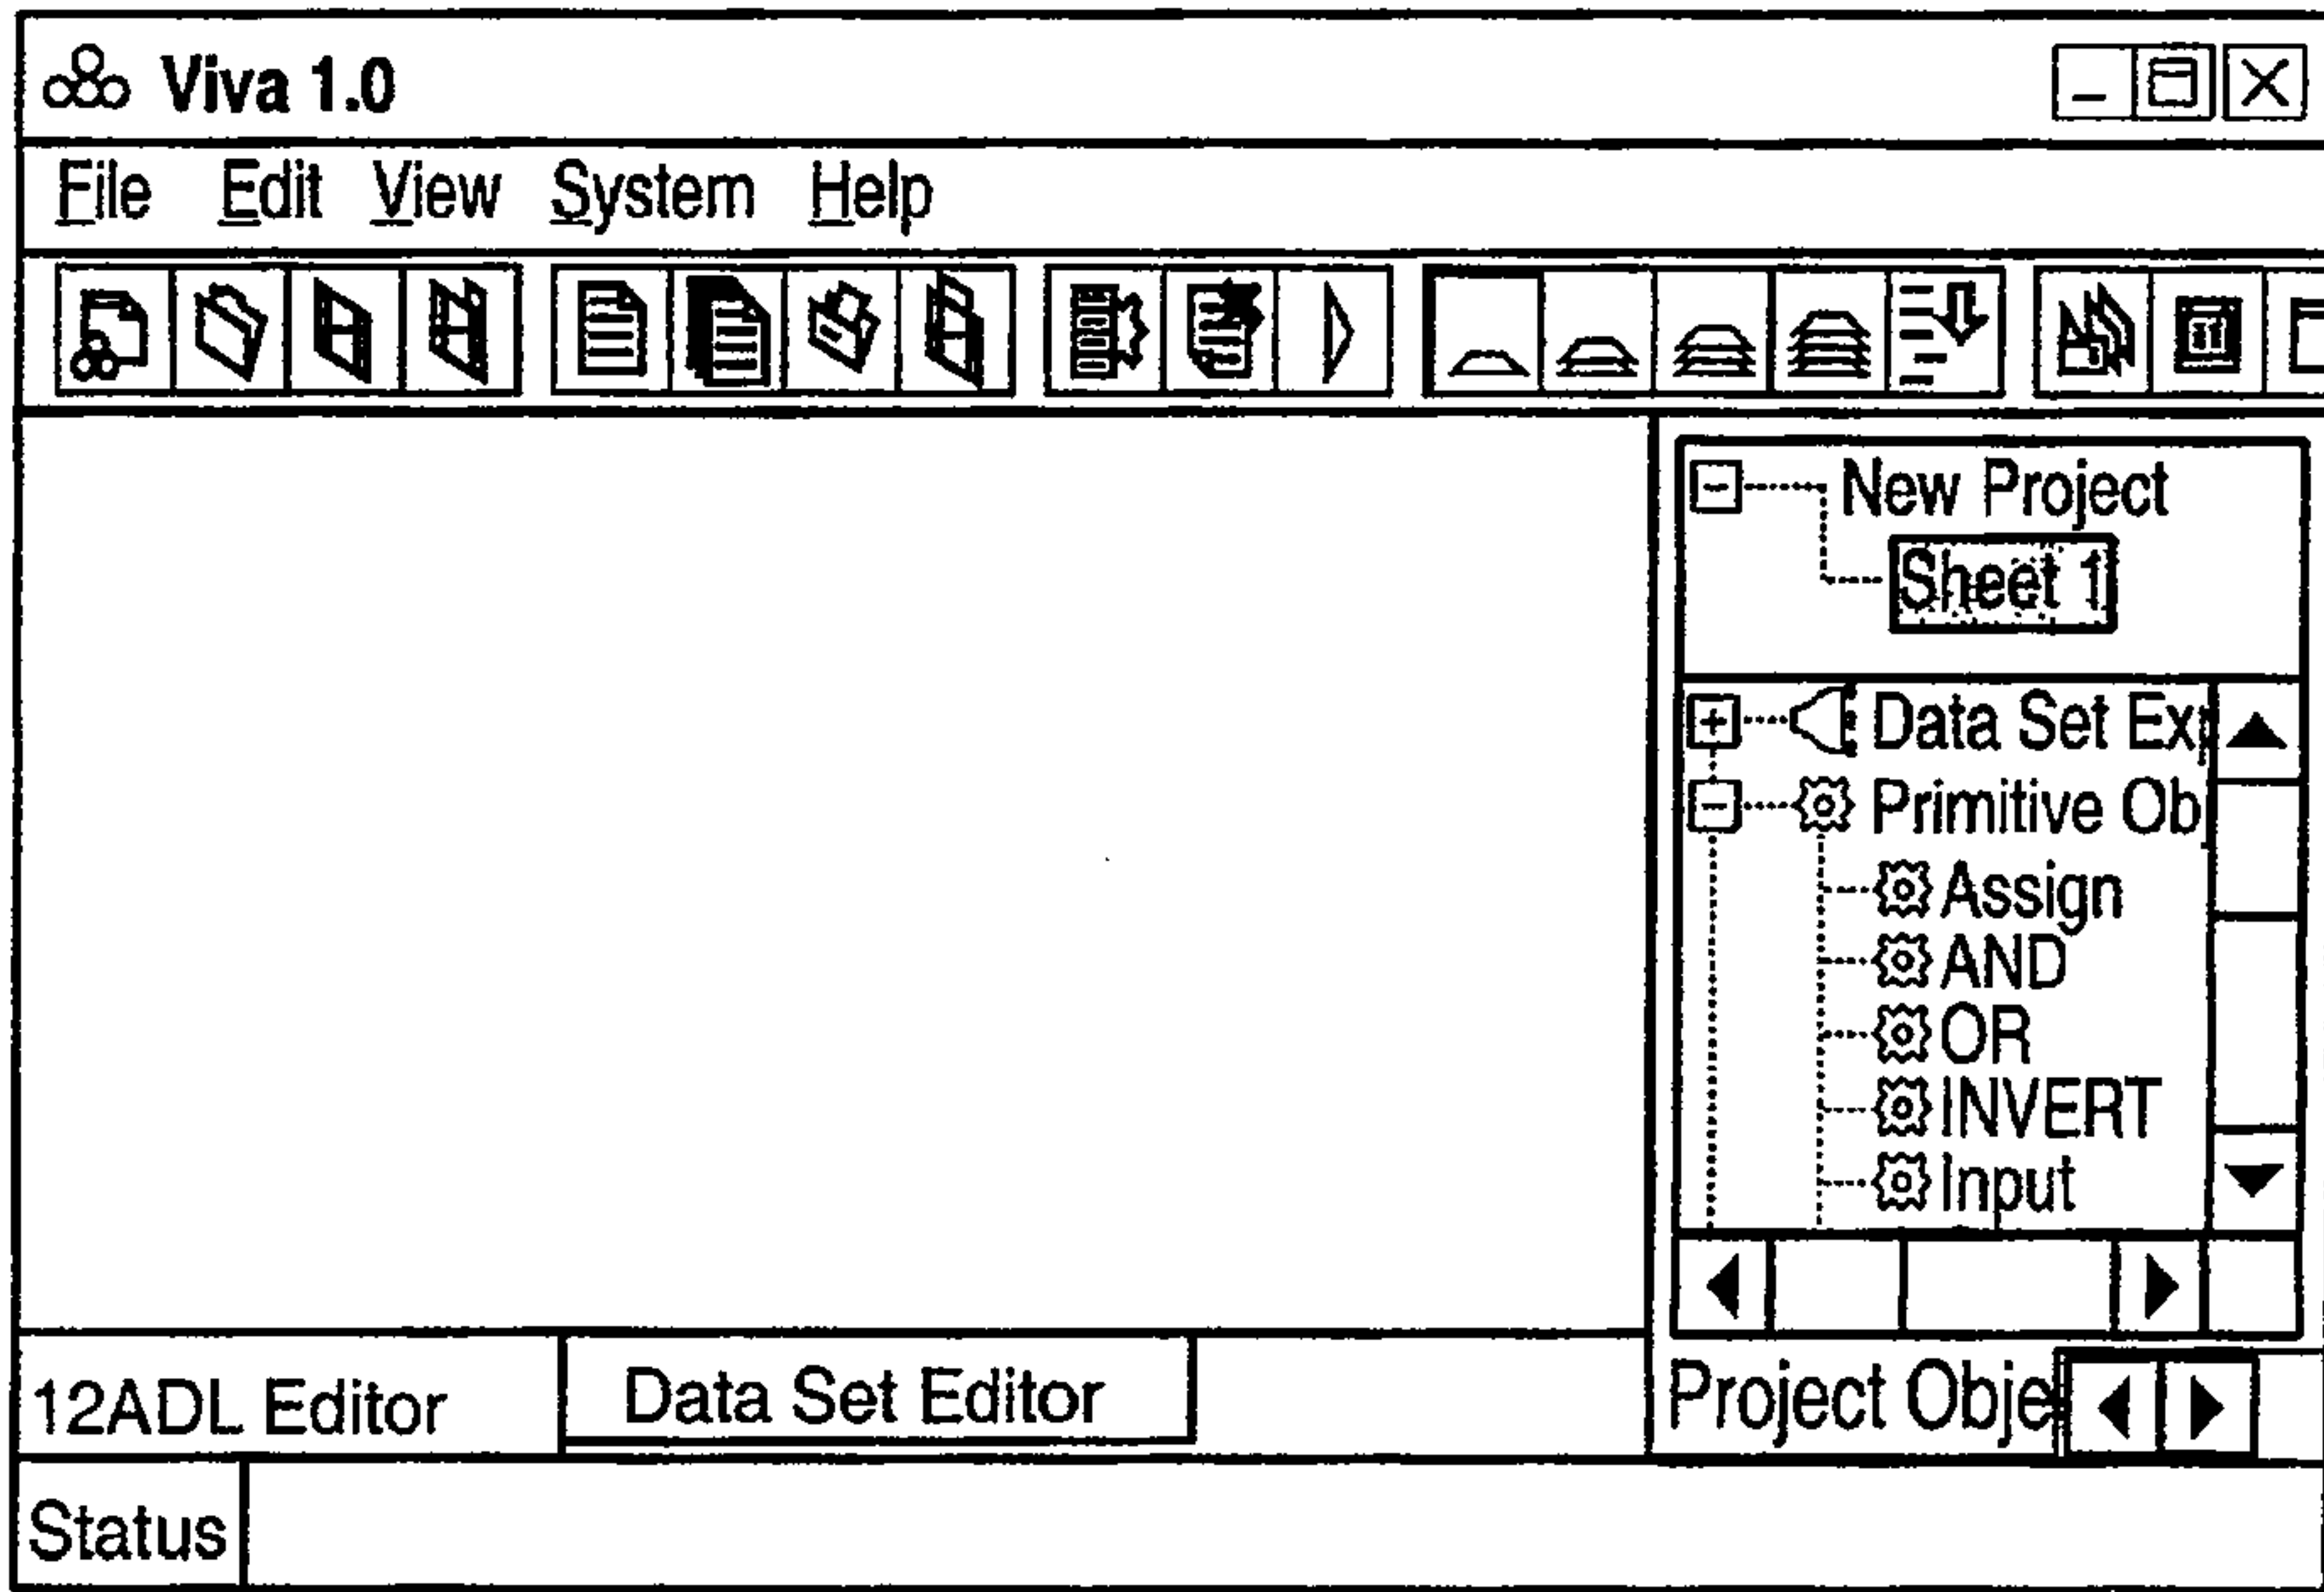 Viva 1.0
File Edit View System Help
New Project
Sheet 1
Data Set Ex
Primitive Ob
Assign
AND
OR
INVERT
Input
12ADL Editor
Data Set Editor
Project Obje
Status